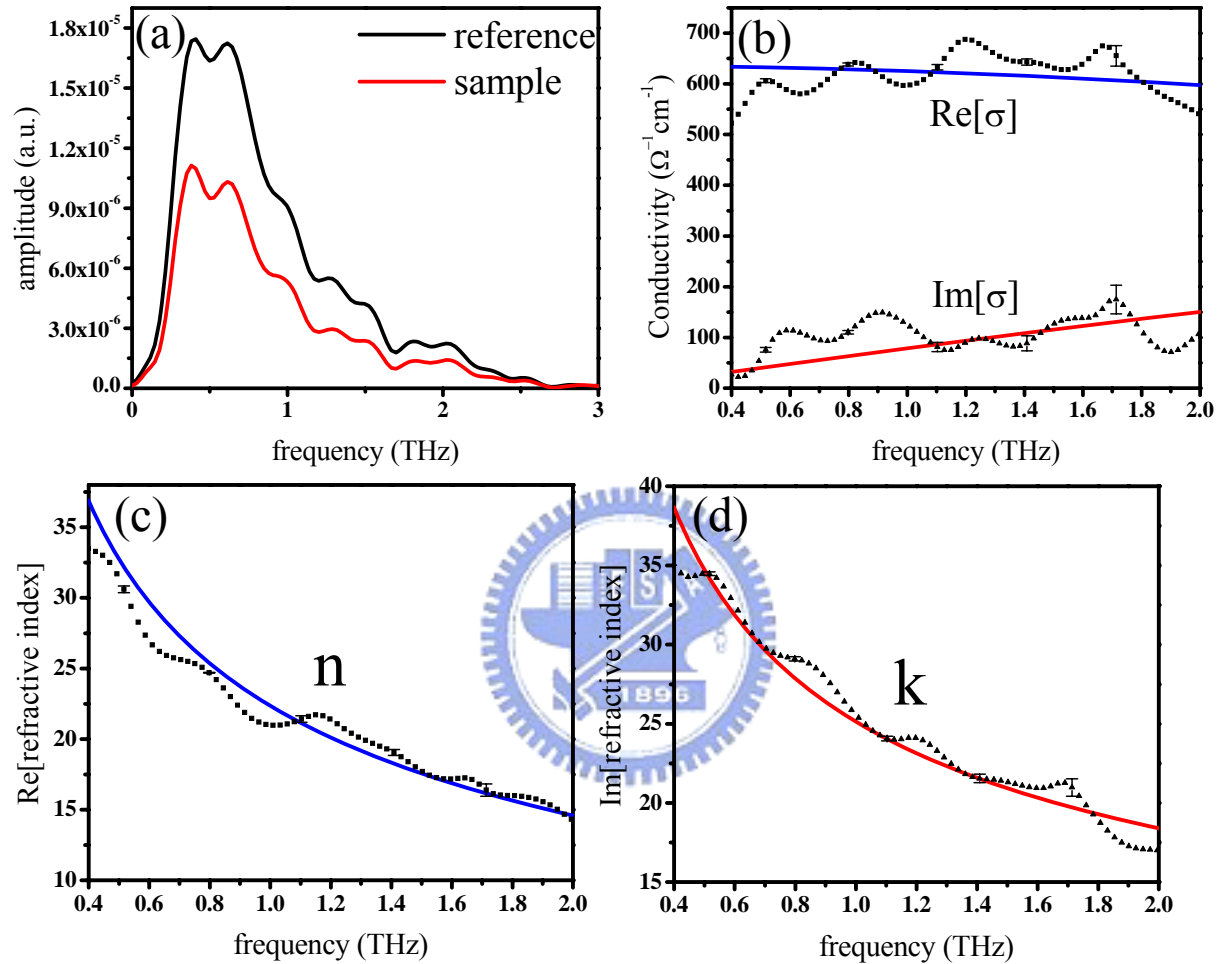 (a)
reference
sample
1.8x10⁻⁵
1.5x10⁻⁵
1.2x10⁻⁵
9.0x10⁻⁶
6.0x10⁻⁶
3.0x10⁻⁶
0.0
amplitude (a.u.)
0 1 2 3
frequency (THz)
(b)
700
600
500
400
300
200
100
0
Conductivity (Ω⁻¹cm⁻¹)
Re[σ]
Im[σ]
0.4 0.6 0.8 1.0 1.2 1.4 1.6 1.8 2.0
frequency (THz)
(c)
35
30
25
20
15
10
Re[refractive index]
n
0.4 0.6 0.8 1.0 1.2 1.4 1.6 1.8 2.0
frequency (THz)
(d)
40
35
30
25
20
15
Im[refractive index]
k
0.4 0.6 0.8 1.0 1.2 1.4 1.6 1.8 2.0
frequency (THz)
1896